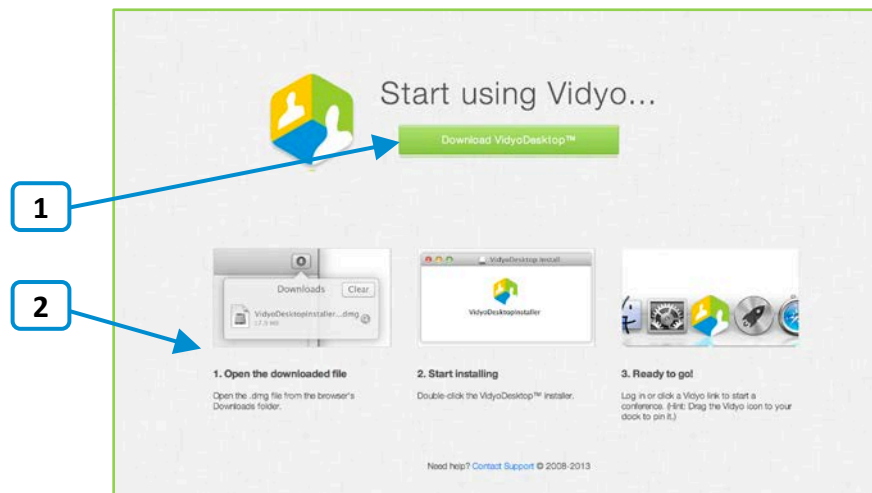 Start using Vidyo...
Download VidyoDesktop™
1
2
Downloads Clear
VidyoDesktopInstaller...dmg
17.9 MB
VidyoDesktop Install
VidyoDesktopInstaller
1. Open the downloaded file
Open the .dmg file from the browser's
Downloads folder.
2. Start installing
Double-click the VidyoDesktop™ installer.
3. Ready to go!
Log in or click a Vidyo link to start a
conference. (Hint: Drag the Vidyo icon to your
dock to pin it.)
Need help? Contact Support © 2008-2013